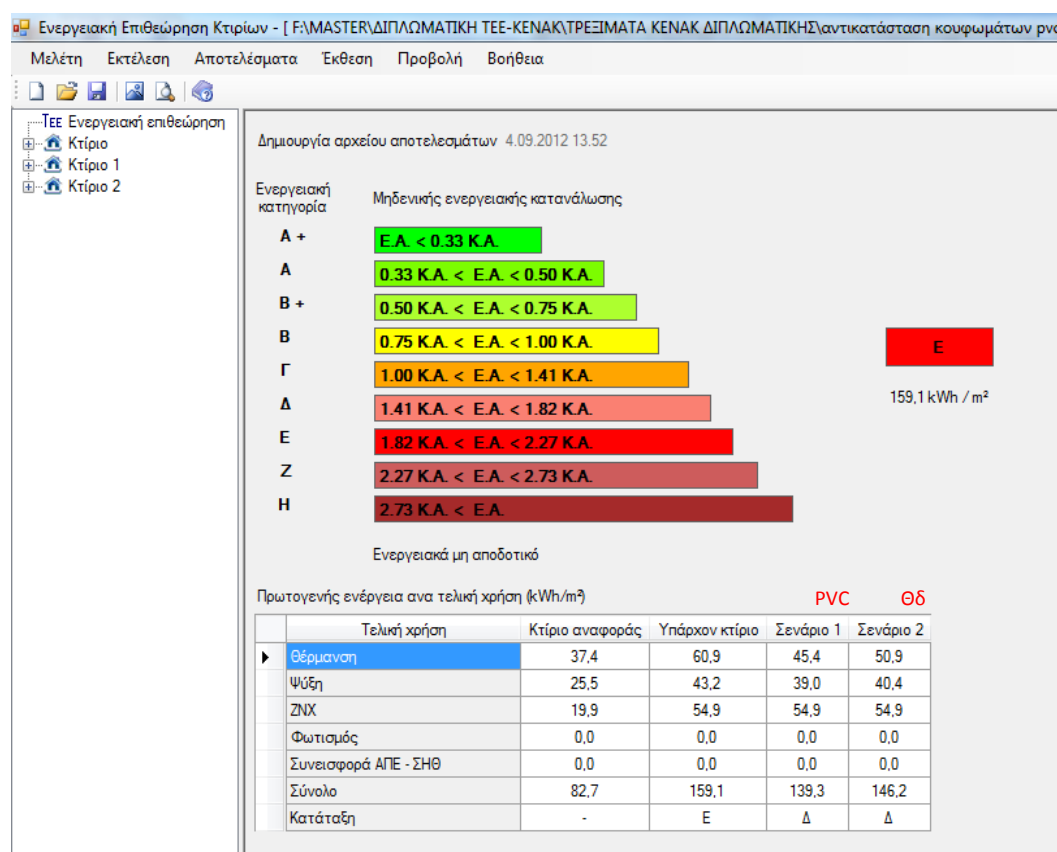 Ενεργειακή Επιθεώρηση Κτιρίων - [ F:\MASTER\ΔΙΠΛΩΜΑΤΙΚΗ ΤΕΕ-ΚΕΝΑΚ\ΤΡΕΞΙΜΑΤΑ ΚΕΝΑΚ ΔΙΠΛΩΜΑΤΙΚΗΣ\αντικατάσταση κουφωμάτων pvc
Μελέτη Εκτέλεση Αποτελέσματα Έκθεση Προβολή Βοήθεια
ΤΕΕ Ενεργειακή επιθεώρηση
Κτίριο
Κτίριο 1
Κτίριο 2
Δημιουργία αρχείου αποτελεσμάτων 4.09.2012 13.52
Ενεργειακή κατηγορία
Μηδενικής ενεργειακής κατανάλωσης
Α + Ε.Α. < 0.33 Κ.Α.
Α 0.33 Κ.Α. < Ε.Α. < 0.50 Κ.Α.
Β + 0.50 Κ.Α. < Ε.Α. < 0.75 Κ.Α.
Β 0.75 Κ.Α. < Ε.Α. < 1.00 Κ.Α.
Γ 1.00 Κ.Α. < Ε.Α. < 1.41 Κ.Α.
Δ 1.41 Κ.Α. < Ε.Α. < 1.82 Κ.Α.
Ε 1.82 Κ.Α. < Ε.Α. < 2.27 Κ.Α.
Ζ 2.27 Κ.Α. < Ε.Α. < 2.73 Κ.Α.
Η 2.73 Κ.Α. < Ε.Α.
Ε
159,1 kWh / m²
Ενεργειακά μη αποδοτικό
Πρωτογενής ενέργεια ανα τελική χρήση (kWh/m²) PVC Θδ
Τελική χρήση Κτίριο αναφοράς Υπάρχον κτίριο Σενάριο 1 Σενάριο 2
Θέρμανση 37,4 60,9 45,4 50,9
Ψύξη 25,5 43,2 39,0 40,4
ΖΝΧ 19,9 54,9 54,9 54,9
Φωτισμός 0,0 0,0 0,0 0,0
Συνεισφορά ΑΠΕ - ΣΗΘ 0,0 0,0 0,0 0,0
Σύνολο 82,7 159,1 139,3 146,2
Κατάταξη - Ε Δ Δ